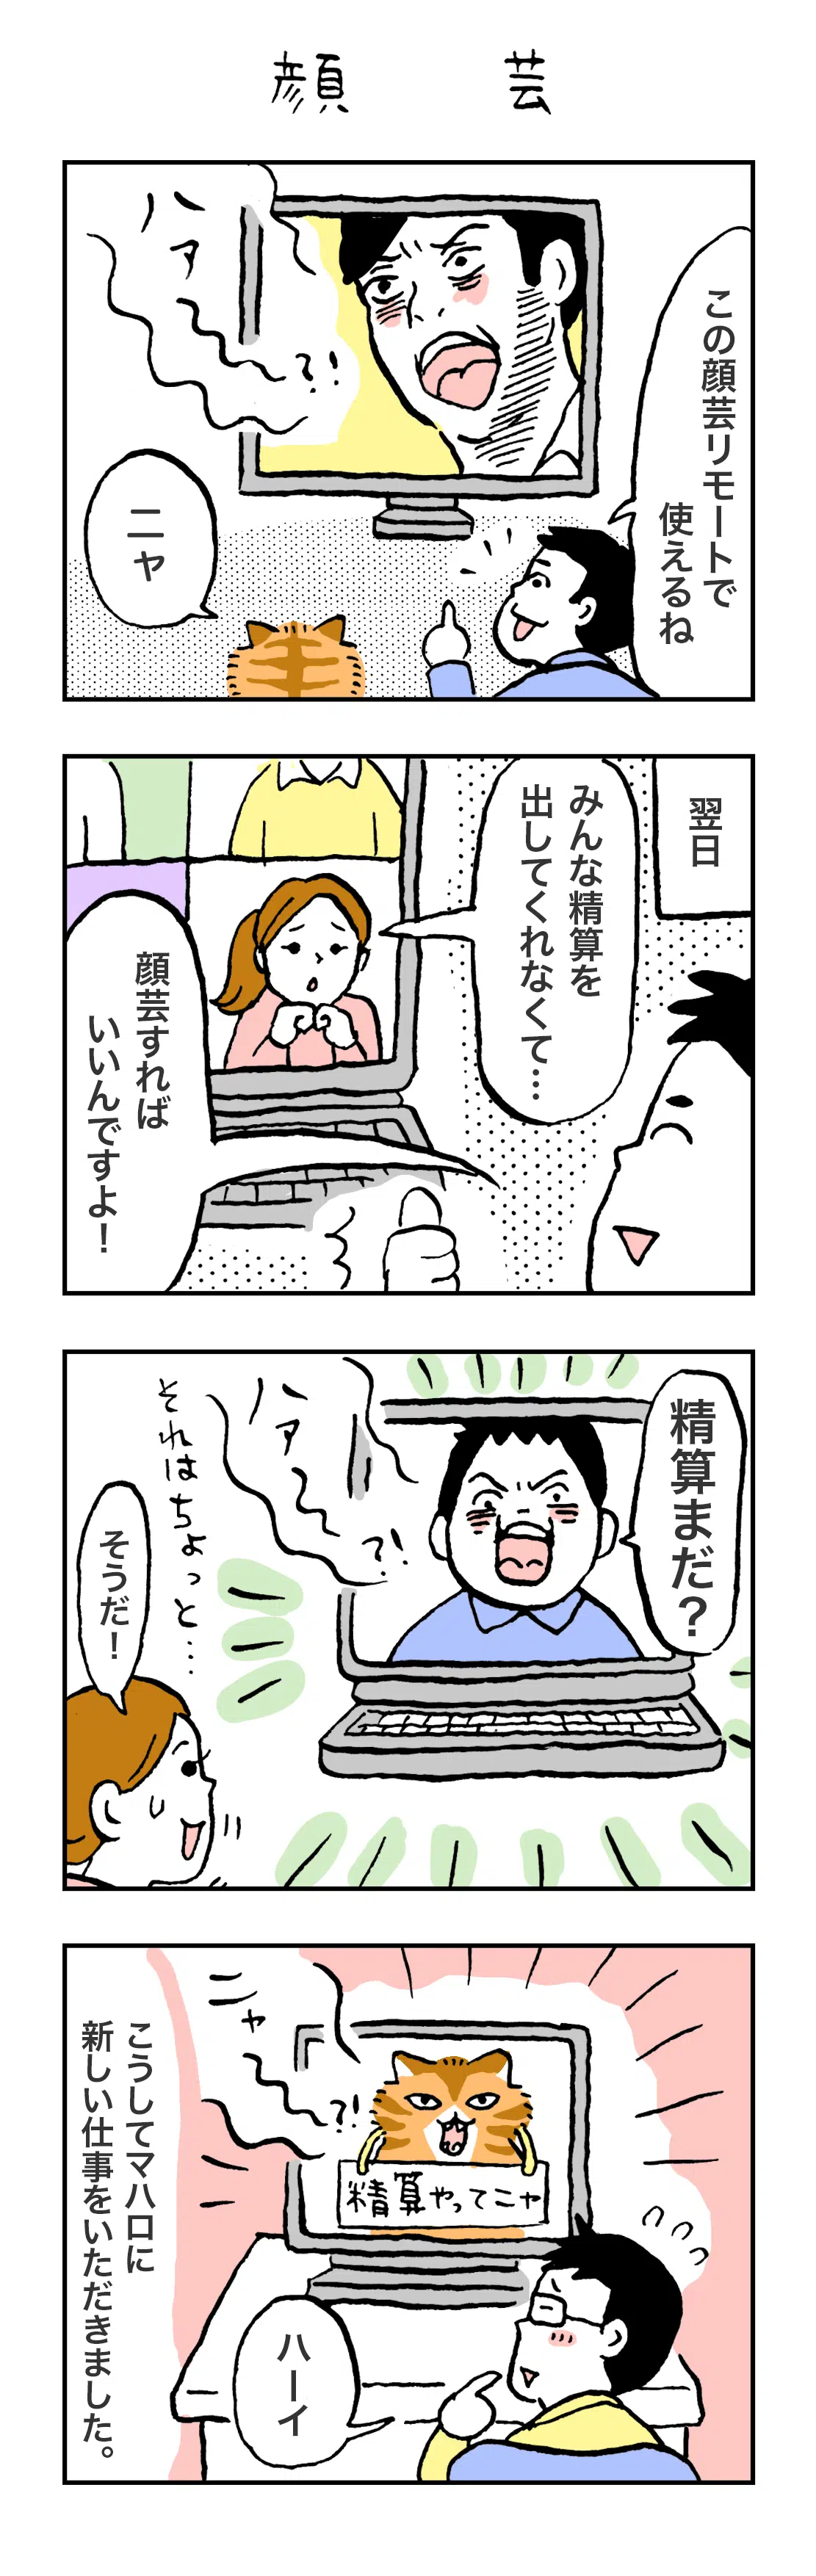 顔芸
この顔芸リモートで
使えるね
ハァ〜〜?!
ニャ
翌日
みんな精算を
出してくれなくて…
顔芸すれば
いいんですよ！
精算まだ？
ハァ〜〜?!
それはちょっと…
そうだ！
ニャ〜〜?!
精算やってニャ
ハーイ
こうしてマハロに
新しい仕事をいただきました。